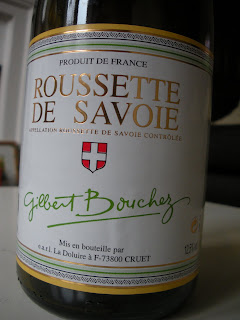 PRODUIT DE FRANCE
ROUSSETTE
DE SAVOIE
APPELLATION ROUSSETTE DE SAVOIE CONTRÔLÉE
Gilbert Bouchez
Mis en bouteille par
e.a.r.l. La Doluire à F-73800 CRUET